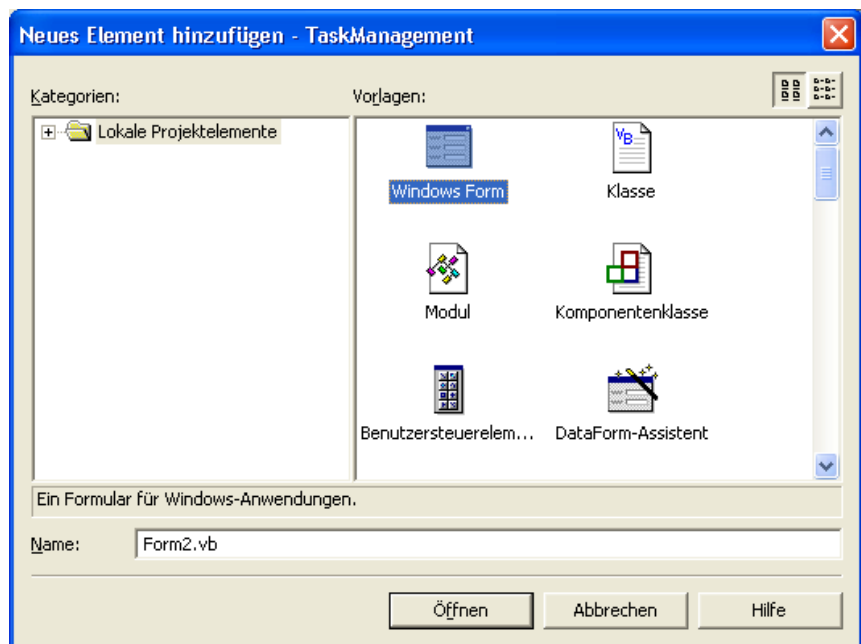 Neues Element hinzufügen - TaskManagement
Kategorien:
Vorlagen:
Lokale Projektelemente
Windows Form
VB
Klasse
Modul
Komponentenklasse
Benutzersteuerelem...
DataForm-Assistent
Ein Formular für Windows-Anwendungen.
Name:
Form2.vb
Öffnen
Abbrechen
Hilfe